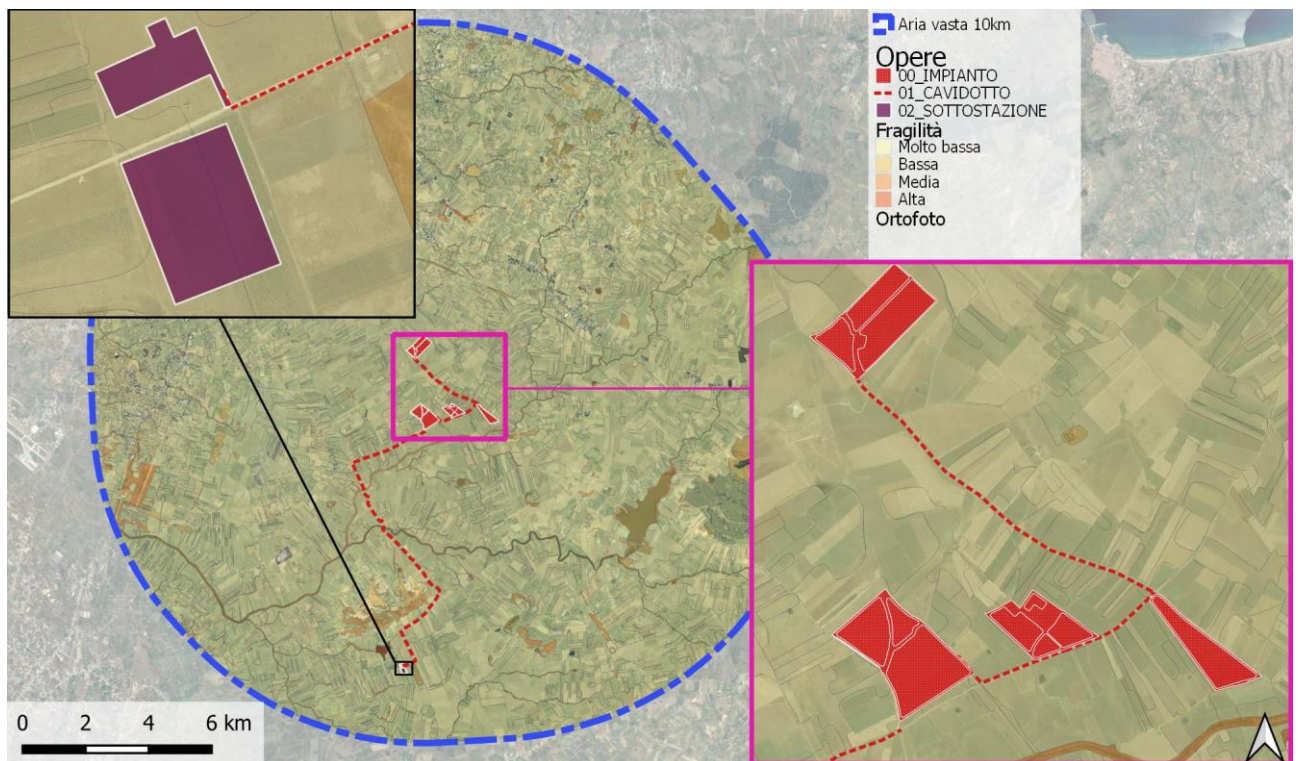 Aria vasta 10km
Opere
00_IMPIANTO
01_CAVIDOTTO
02_SOTTOSTAZIONE
Fragilità
Molto bassa
Bassa
Media
Alta
Ortofoto
0 2 4 6 km